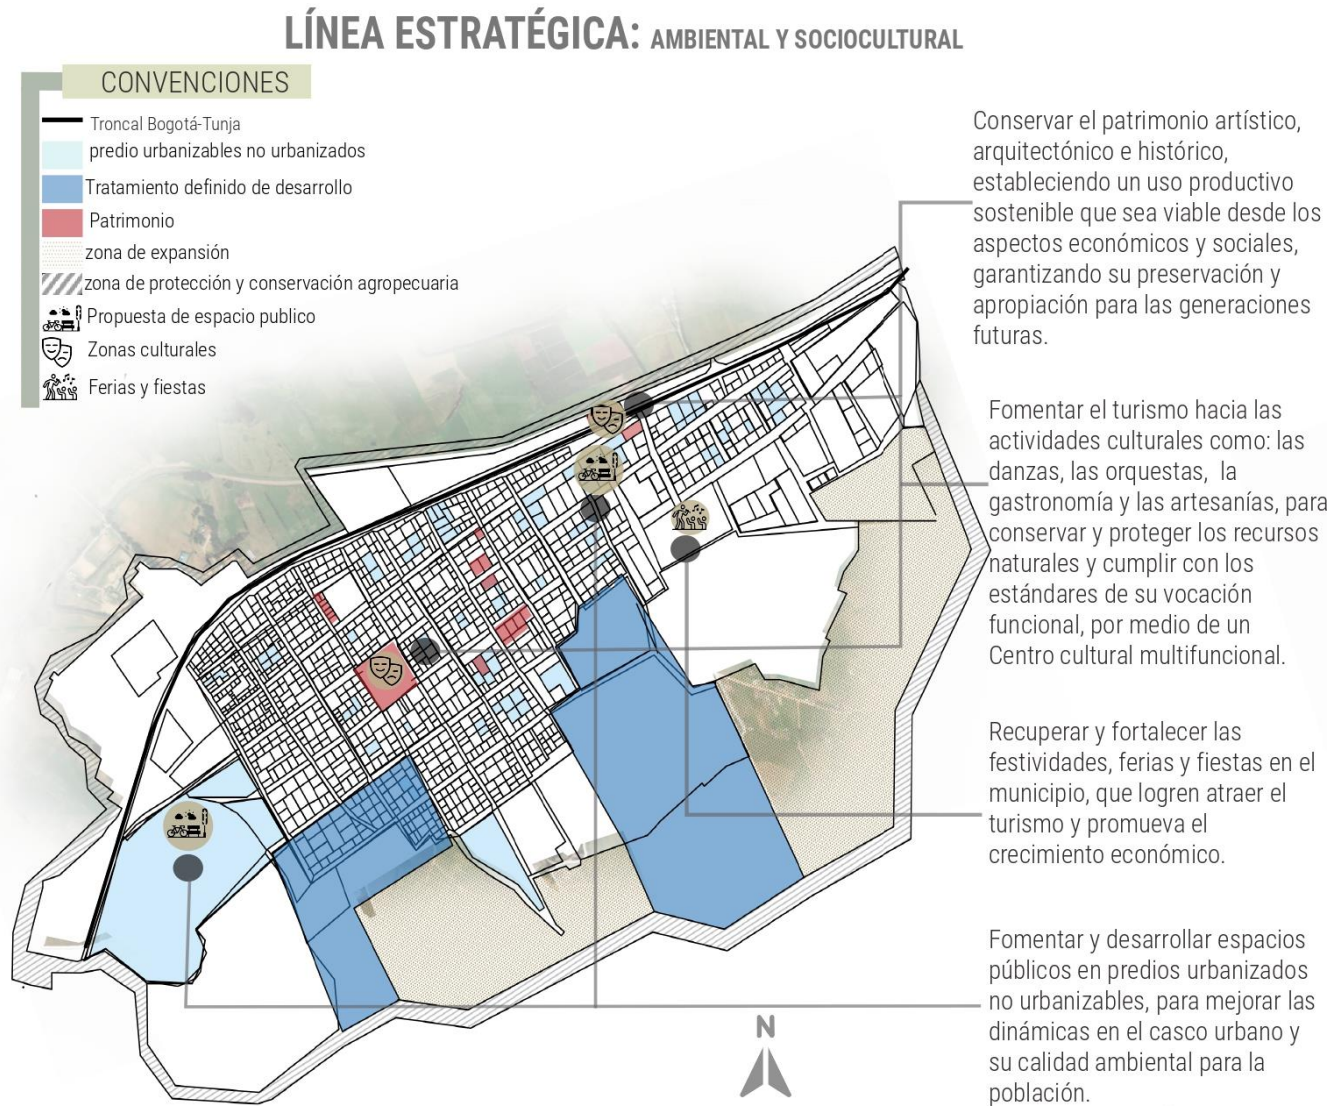 LÍNEA ESTRATÉGICA: AMBIENTAL Y SOCIOCULTURAL
CONVENCIONES
Troncal Bogotá-Tunja
predio urbanizables no urbanizados
Tratamiento definido de desarrollo
Patrimonio
zona de expansión
zona de protección y conservación agropecuaria
Propuesta de espacio publico
Zonas culturales
Ferias y fiestas
Conservar el patrimonio artístico,
arquitectónico e histórico,
estableciendo un uso productivo
sostenible que sea viable desde los
aspectos económicos y sociales,
garantizando su preservación y
apropiación para las generaciones
futuras.
Fomentar el turismo hacia las
actividades culturales como: las
danzas, las orquestas, la
gastronomía y las artesanías, para
conservar y proteger los recursos
naturales y cumplir con los
estándares de su vocación
funcional, por medio de un
Centro cultural multifuncional.
Recuperar y fortalecer las
festividades, ferias y fiestas en el
municipio, que logren atraer el
turismo y promueva el
crecimiento económico.
Fomentar y desarrollar espacios
públicos en predios urbanizados
no urbanizables, para mejorar las
dinámicas en el casco urbano y
su calidad ambiental para la
población.
N